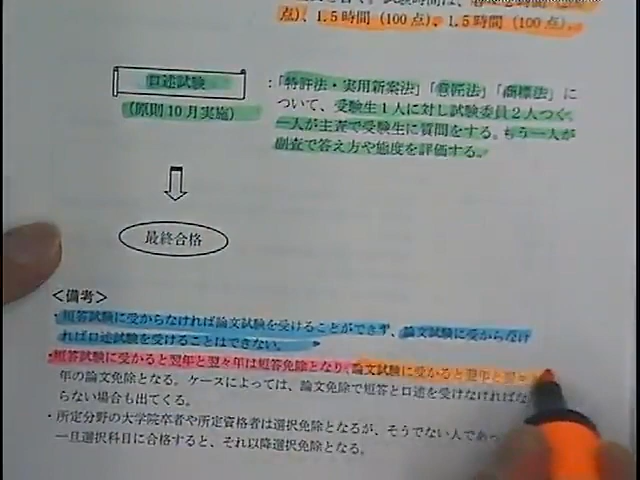 点)、1.5時間（100点)、1.5時間（100点)。
口述試験
（原則10月実施）
：「特許法・実用新案法」「意匠法」「商標法」に
ついて、受験生1人に対し試験委員2人つく。
一人が主査で受験生に質問をする。もう一人が
副査で答え方や態度を評価する。
最終合格
＜備考＞
・短答試験に受からなければ論文試験を受けることができず、論文試験に受からなけ
れば口述試験を受けることはできない。
・短答試験に受かると翌年と翌々年は短答免除となり、論文試験に受かると翌年と翌々
年の論文免除となる。ケースによっては、論文免除で短答と口述を受けなければな
らない場合も出てくる。
・所定分野の大学院卒者や所定資格者は選択免除となるが、そうでない人であっ
一旦選択科目に合格すると、それ以降選択免除となる。